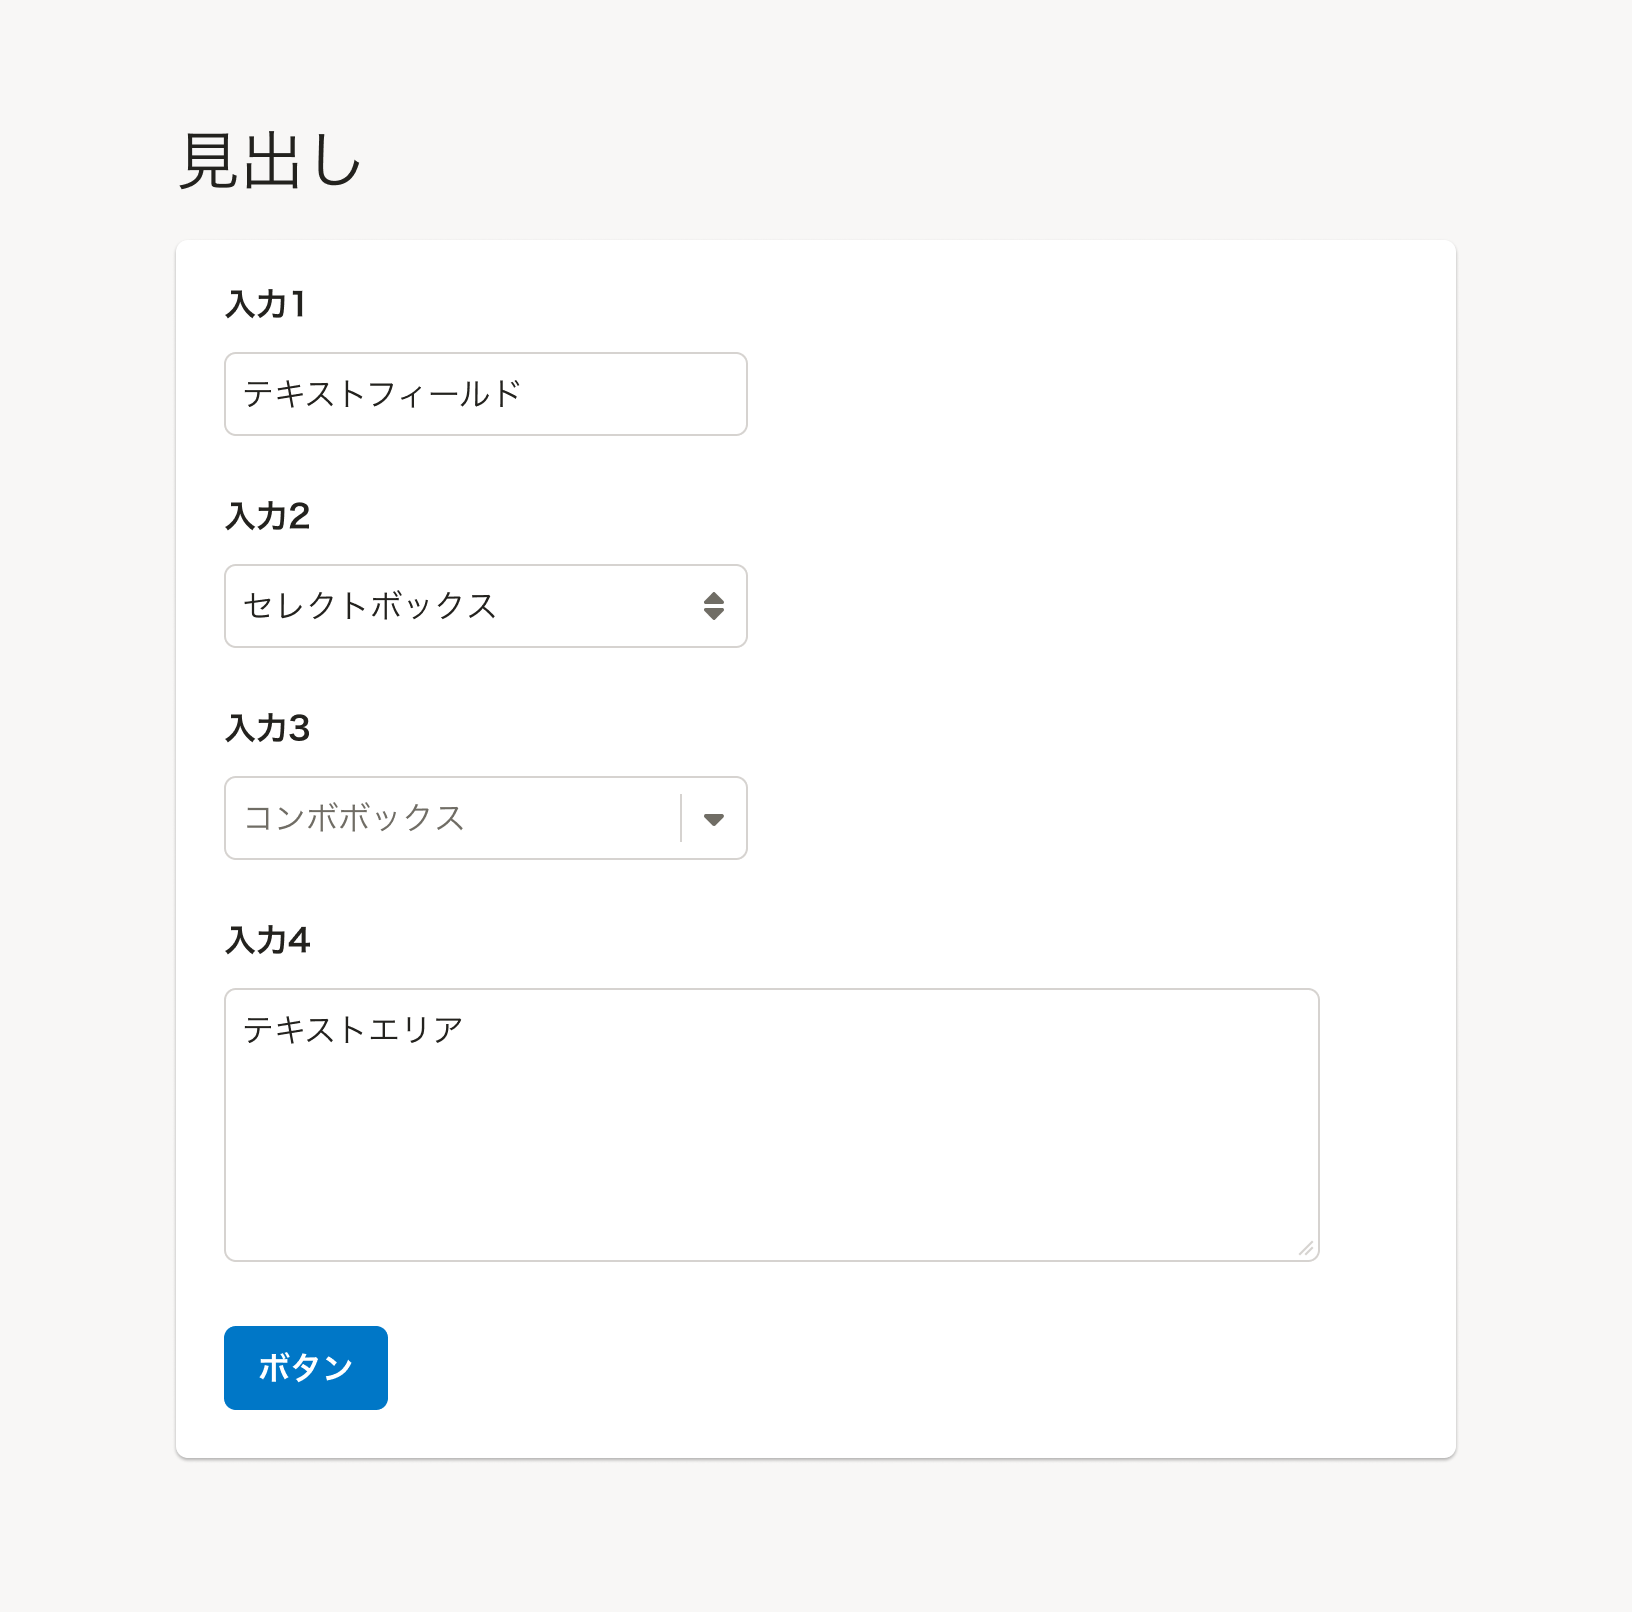 見出し
入力1
テキストフィールド
入力2
セレクトボックス
入力3
コンボボックス
入力4
テキストエリア
ボタン